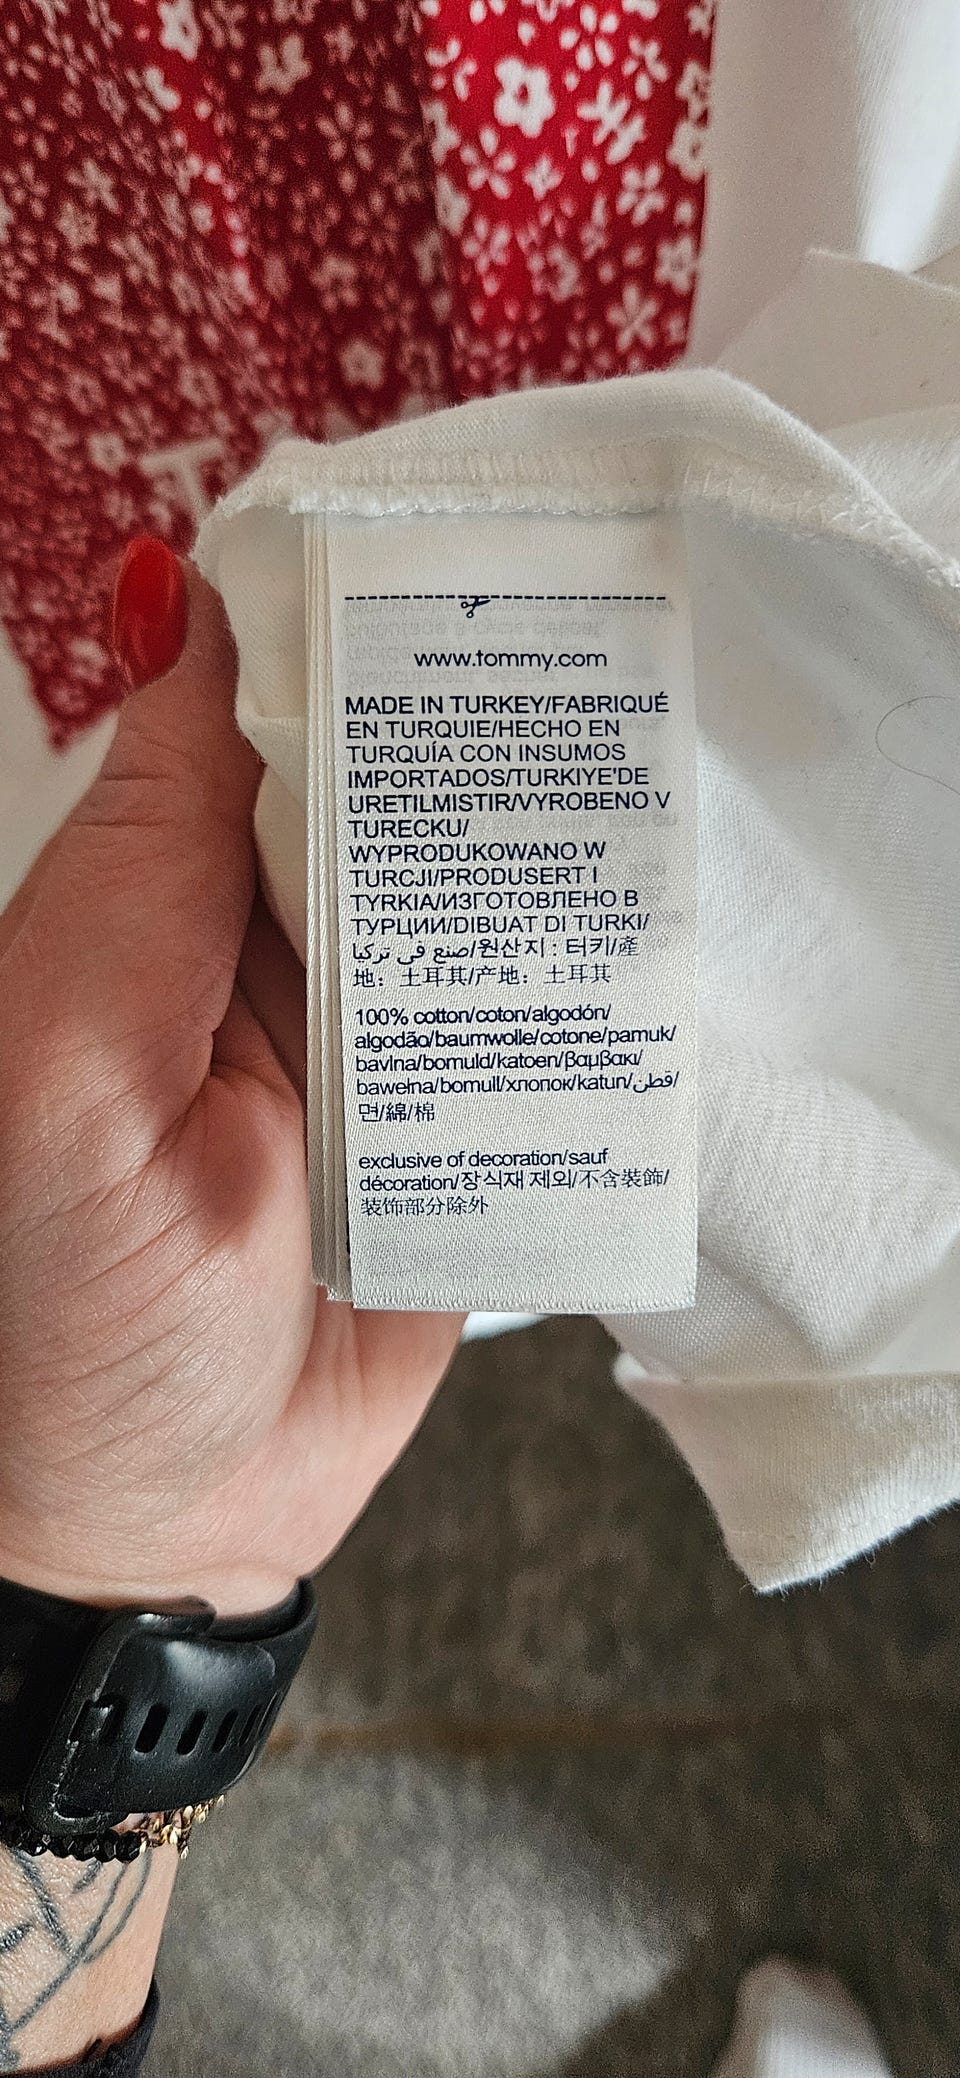 www.tommy.com
MADE IN TURKEY/FABRIQUÉ
EN TURQUIE/HECHO EN
TURQUÍA CON INSUMOS
IMPORTADOS/TURKIYE'DE
URETILMISTIR/VYROBENO V
TURECKU/
WYPRODUKOWANO W
TURCJI/PRODUSERT I
TYRKIA/ИЗГОТОВЛЕНО В
ТУРЦИИ/DIBUAT DI TURKI/
صنع في تركيا/원산지 : 터키/產
地：土耳其/产地：土耳其
100% cotton/coton/algodón/
algodão/baumwolle/cotone/pamuk/
bavlna/bomuld/katoen/βαμβακι/
bawełna/bomull/хлопок/katun/قطن/
면/綿/棉
exclusive of decoration/sauf
décoration/장식재 제외/不含裝飾/
装饰部分除外